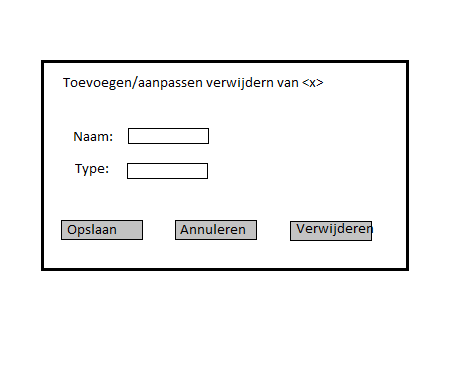 Toevoegen/aanpassen verwijdern van <x>
Naam:
Type:
Opslaan Annuleren Verwijderen